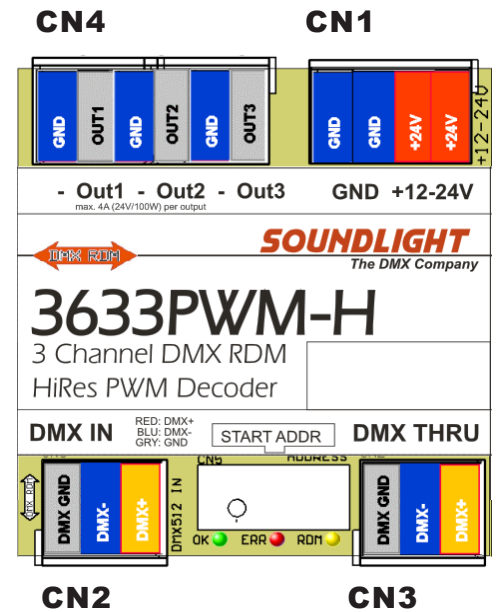 CN4 CN1
GND OUT1 GND OUT2 GND OUT3 GND GND +24V +24V +12-24V
- Out1 - Out2 - Out3 GND +12-24V
max. 4A (24V/100W) per output
SOUNDLIGHT
DMX RDM The DMX Company
3633PWM-H
3 Channel DMX RDM
HiRes PWM Decoder
DMX IN RED: DMX+ START ADDR DMX THRU
BLU: DMX-
GRY: GND
CN5 ADDRESS
DMX RDM DMX GND DMX- DMX+ DMX512 IN DMX GND DMX- DMX+
OK ERR RDM
CN2 CN3